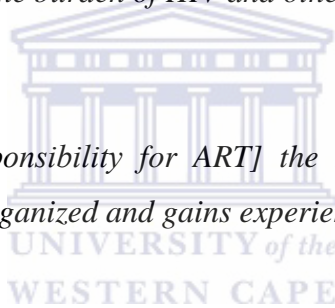 burden of HIV and othe
ponsibility for ART] the
ganized and gains experie
UNIVERSITY of the
WESTERN CAPE